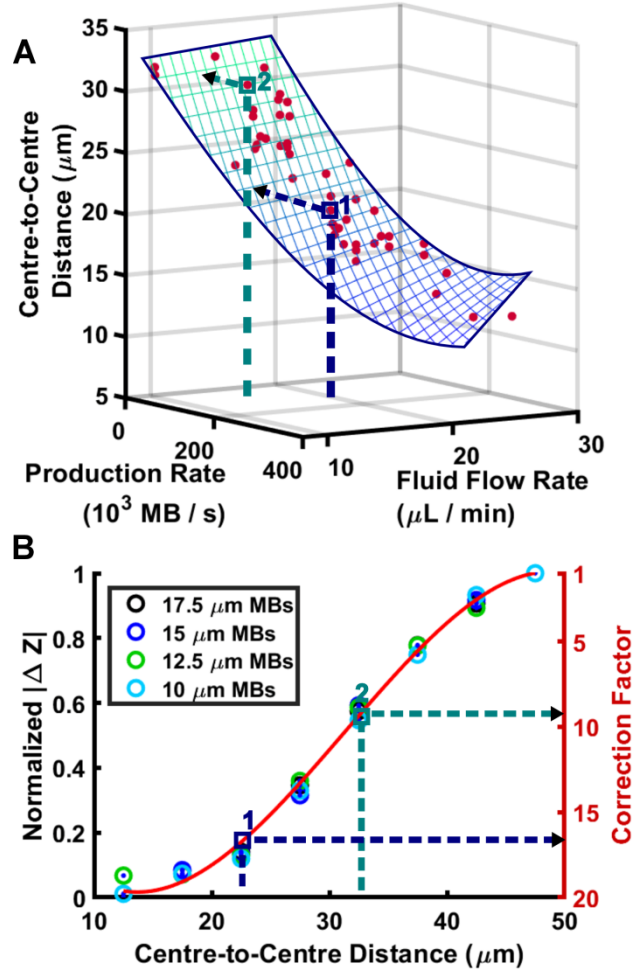 A
35
30
25
20
15
10
5
Centre-to-Centre
Distance (μm)
2
1
0
200
400
10
20
30
Production Rate
(10³ MB / s)
Fluid Flow Rate
(μL / min)
B
17.5 μm MBs
15 μm MBs
12.5 μm MBs
10 μm MBs
1
0.8
0.6
0.4
0.2
0
Normalized |Δ Z|
2
1
1
5
10
15
20
Correction Factor
10
20
30
40
50
Centre-to-Centre Distance (μm)